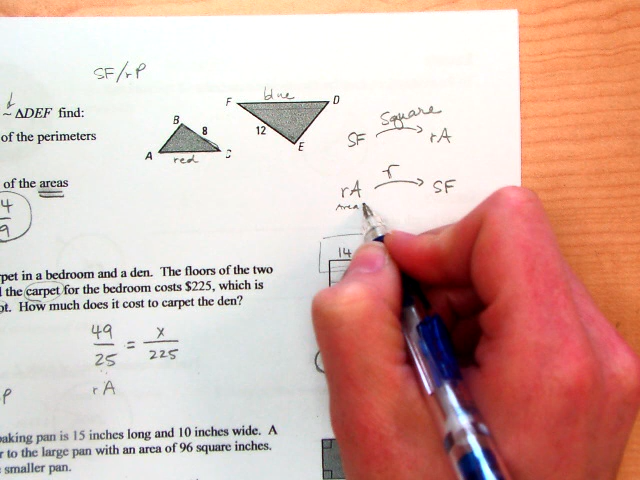 SF/rP
~ ΔDEF find:
of the perimeters
of the areas
4
9
F blue D
B
8
12
A red C
E
SF square rA
rA r SF
Area
14
rpet in a bedroom and a den. The floors of the two
the carpet for the bedroom costs $225, which is
ot. How much does it cost to carpet the den?
49/25 = x/225
P rA
aking pan is 15 inches long and 10 inches wide. A
r to the large pan with an area of 96 square inches.
smaller pan.